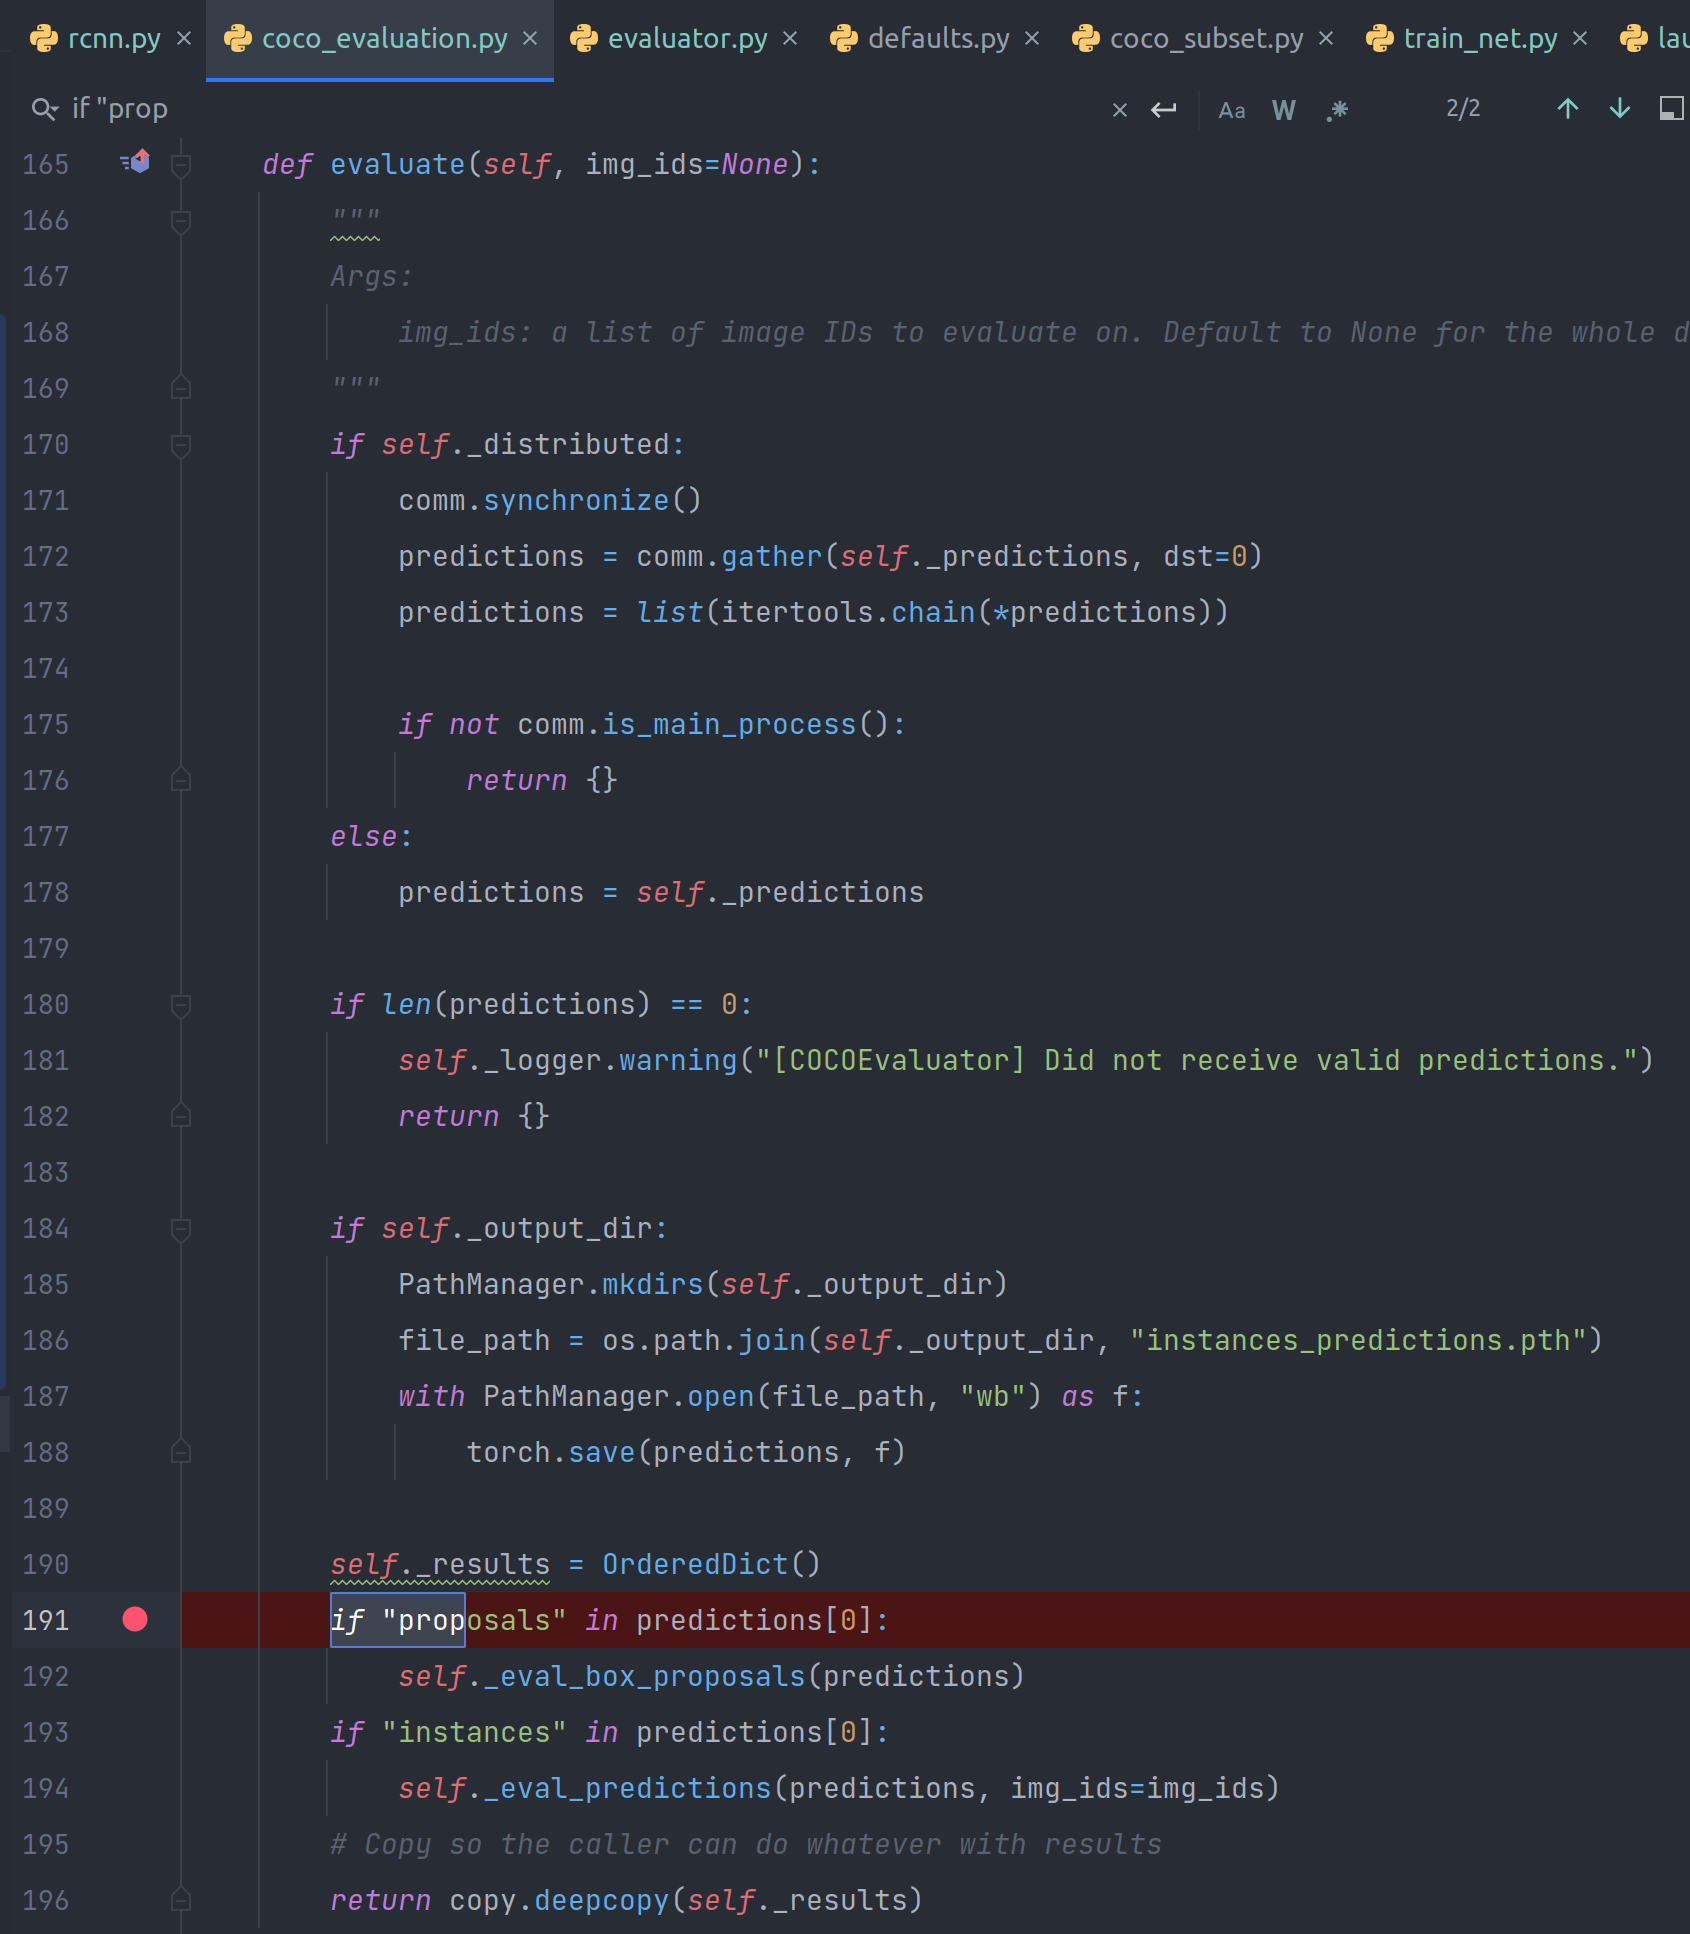 rcnn.py × coco_evaluation.py × evaluator.py × defaults.py × coco_subset.py × train_net.py × lau
if "prop × Aa W .* 2/2
165 def evaluate(self, img_ids=None):
166 """
167 Args:
168 img_ids: a list of image IDs to evaluate on. Default to None for the whole d
169 """
170 if self._distributed:
171 comm.synchronize()
172 predictions = comm.gather(self._predictions, dst=0)
173 predictions = list(itertools.chain(*predictions))
174
175 if not comm.is_main_process():
176 return {}
177 else:
178 predictions = self._predictions
179
180 if len(predictions) == 0:
181 self._logger.warning("[COCOEvaluator] Did not receive valid predictions.")
182 return {}
183
184 if self._output_dir:
185 PathManager.mkdirs(self._output_dir)
186 file_path = os.path.join(self._output_dir, "instances_predictions.pth")
187 with PathManager.open(file_path, "wb") as f:
188 torch.save(predictions, f)
189
190 self._results = OrderedDict()
191 if "proposals" in predictions[0]:
192 self._eval_box_proposals(predictions)
193 if "instances" in predictions[0]:
194 self._eval_predictions(predictions, img_ids=img_ids)
195 # Copy so the caller can do whatever with results
196 return copy.deepcopy(self._results)